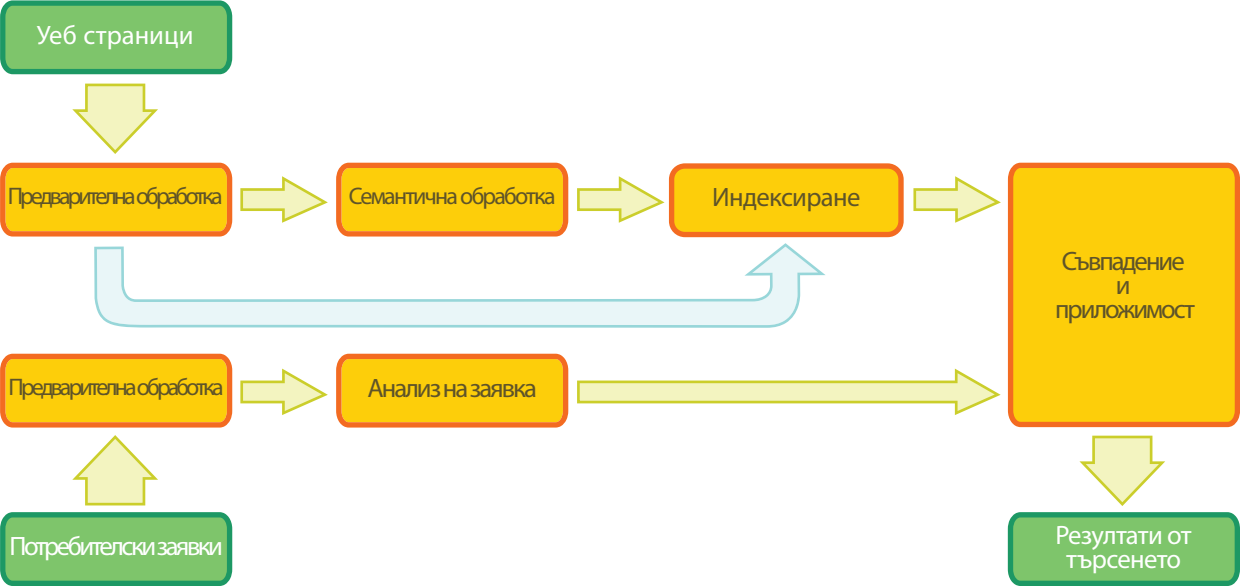 Уеб страници
Предварителна обработка
Семантична обработка
Индексиране
Съвпадение
и
приложимост
Предварителна обработка
Анализ на заявка
Потребителски заявки
Резултати от
търсенето